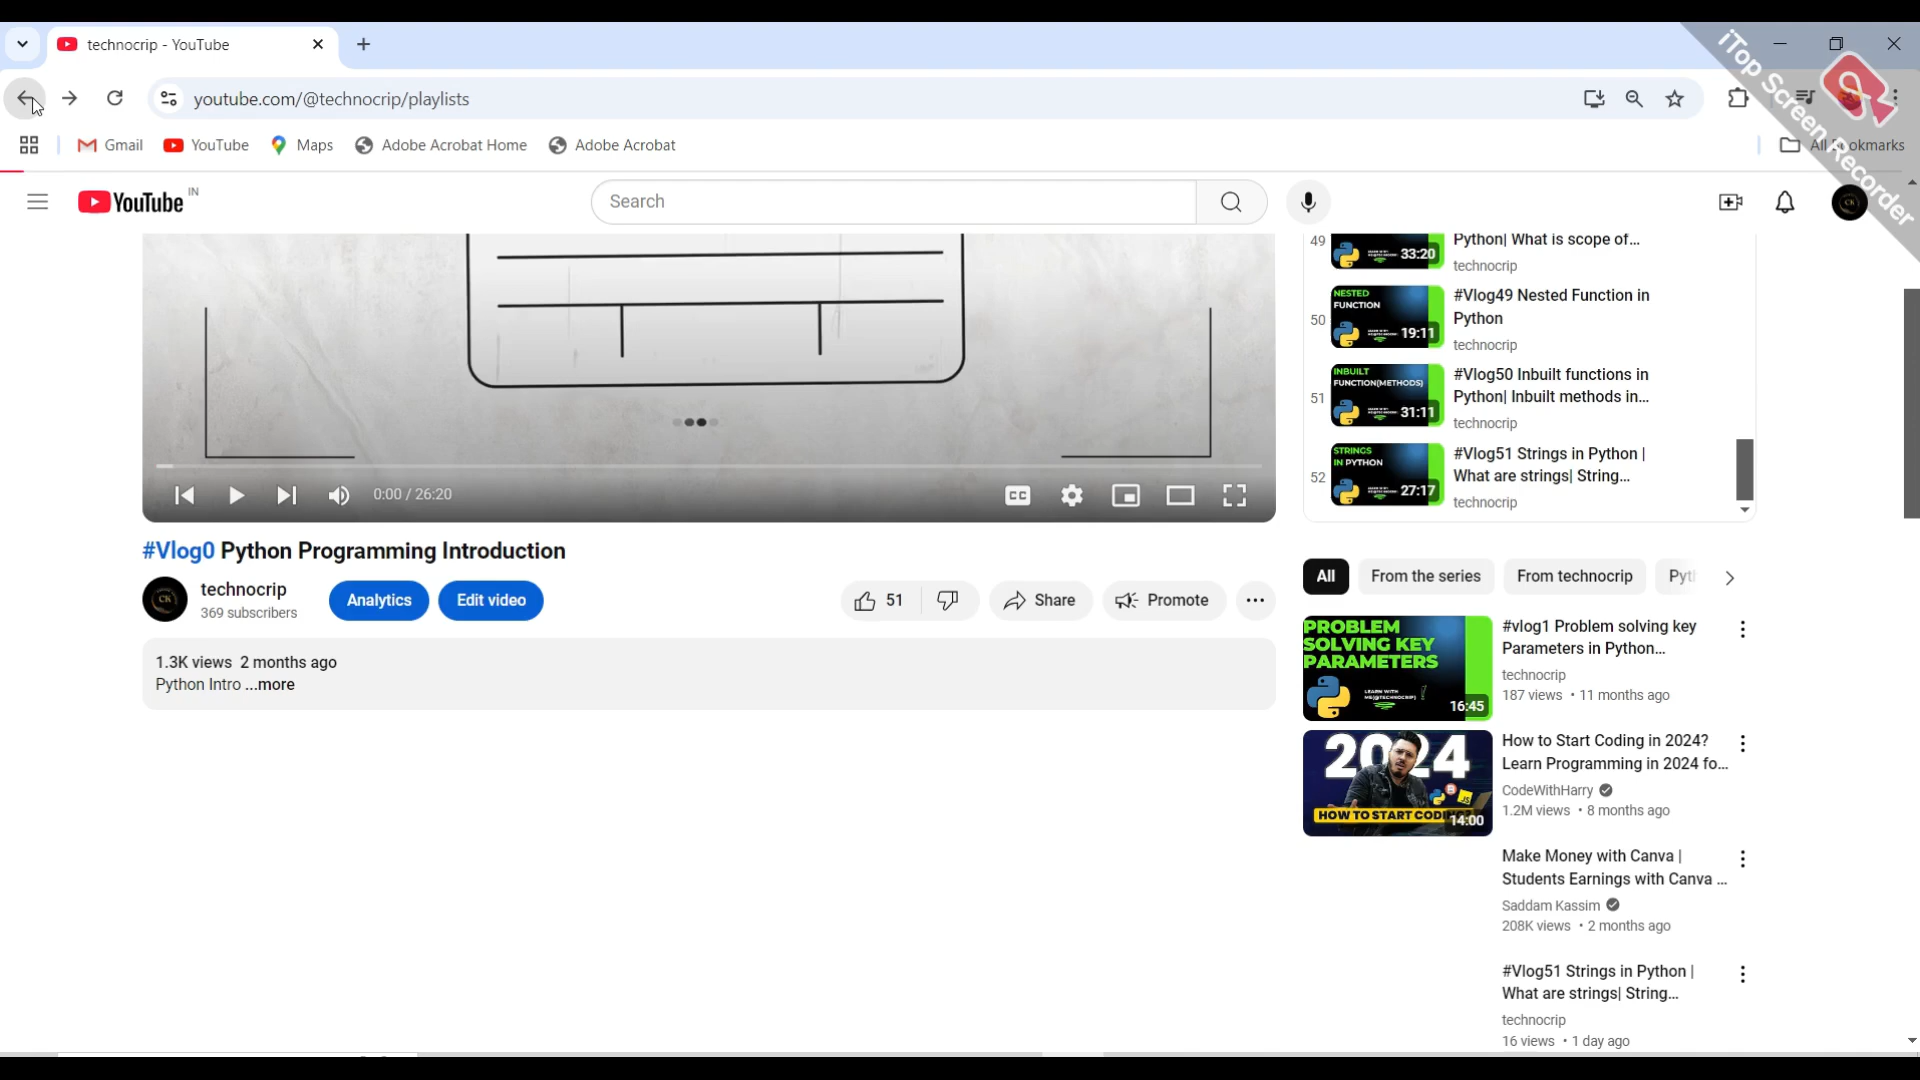 technocrip - YouTube
youtube.com/@technocrip/playlists
Gmail
YouTube
Maps
Adobe Acrobat Home
Adobe Acrobat
All Bookmarks
iTop Screen Recorder
YouTube IN
Search
49
33:20
Python| What is scope of...
technocrip
50
NESTED
FUNCTION
19:11
#Vlog49 Nested Function in
Python
technocrip
51
INBUILT
FUNCTION(METHODS)
31:11
#Vlog50 Inbuilt functions in
Python| Inbuilt methods in...
technocrip
52
STRINGS
IN PYTHON
27:17
#Vlog51 Strings in Python |
What are strings| String...
technocrip
0:00 / 26:20
CC
#Vlog0 Python Programming Introduction
technocrip
369 subscribers
Analytics
Edit video
51
Share
Promote
1.3K views 2 months ago
Python Intro ...more
All
From the series
From technocrip
PROBLEM
SOLVING KEY
PARAMETERS
LEARN WITH
ME(@TECHNOCRIP)
16:45
#vlog1 Problem solving key
Parameters in Python...
technocrip
187 views • 11 months ago
2024
HOW TO START CODING
14:00
How to Start Coding in 2024?
Learn Programming in 2024 fo...
CodeWithHarry
1.2M views • 8 months ago
Make Money with Canva |
Students Earnings with Canva ...
Saddam Kassim
208K views • 2 months ago
#Vlog51 Strings in Python |
What are strings| String...
technocrip
16 views • 1 day ago